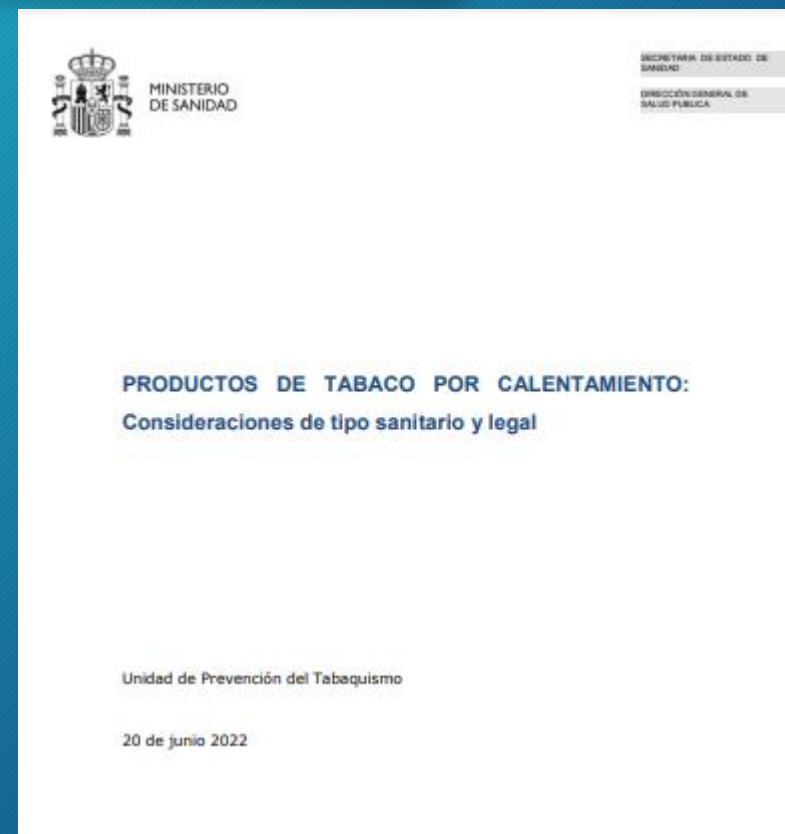 MINISTERIO
DE SANIDAD
SECRETARIA DE ESTADO DE
SANIDAD
DIRECCIÓN GENERAL DE
SALUD PUBLICA
PRODUCTOS DE TABACO POR CALENTAMIENTO:
Consideraciones de tipo sanitario y legal
Unidad de Prevención del Tabaquismo
20 de junio 2022